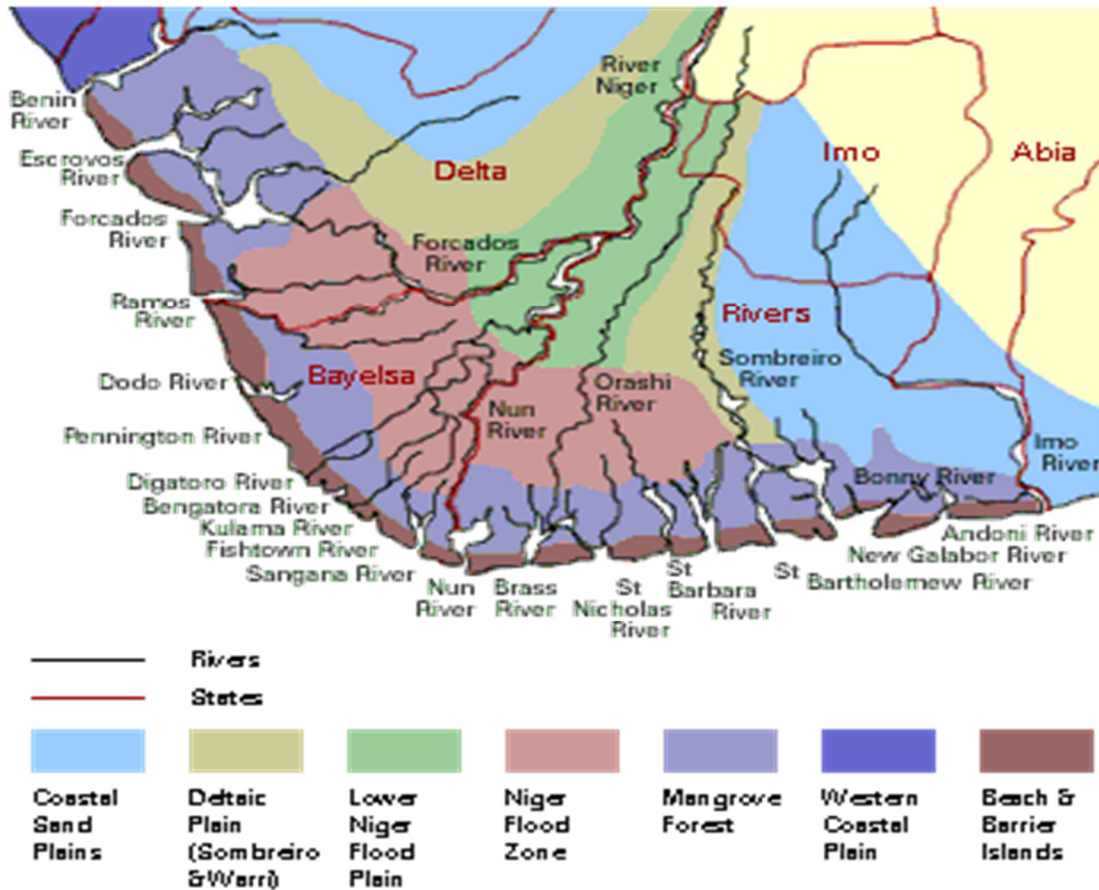 River
Niger
Benin
River
Escrovos
River
Forcados
River
Delta
Imo
Abia
Forcados
River
Ramos
River
Rivers
Sombreiro
River
Dodo River
Bayelsa
Orashi
River
Nun
River
Pennington River
Imo
River
Digatoro River
Bonny River
Bengatora River
Kulama River
Fishtown River
Sangana River
Andoni River
New Galabor River
St
Bartholemew River
Nun
River
Brass
River
St
Nicholas
River
St
Barbara
River
Rivers
States
Coastal
Sand
Plains
Deltaic
Plain
(Sombreiro
&Warri)
Lower
Niger
Flood
Plain
Niger
Flood
Zone
Mangrove
Forest
Western
Coastal
Plain
Beach &
Barrier
Islands